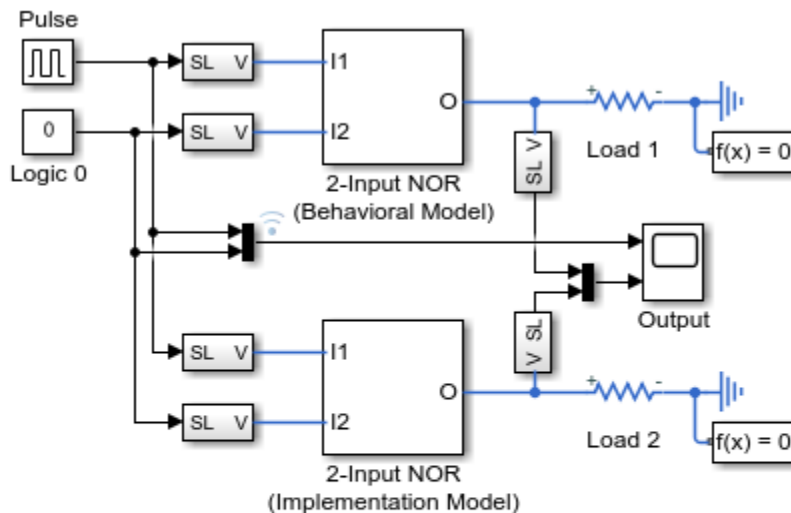 Pulse
SL V
I1
0
SL V
I2
O
Logic 0
2-Input NOR
(Behavioral Model)
SL V
+ -
Load 1
f(x) = 0
Output
SL V
I1
SL V
I2
O
V SL
2-Input NOR
(Implementation Model)
+ -
Load 2
f(x) = 0